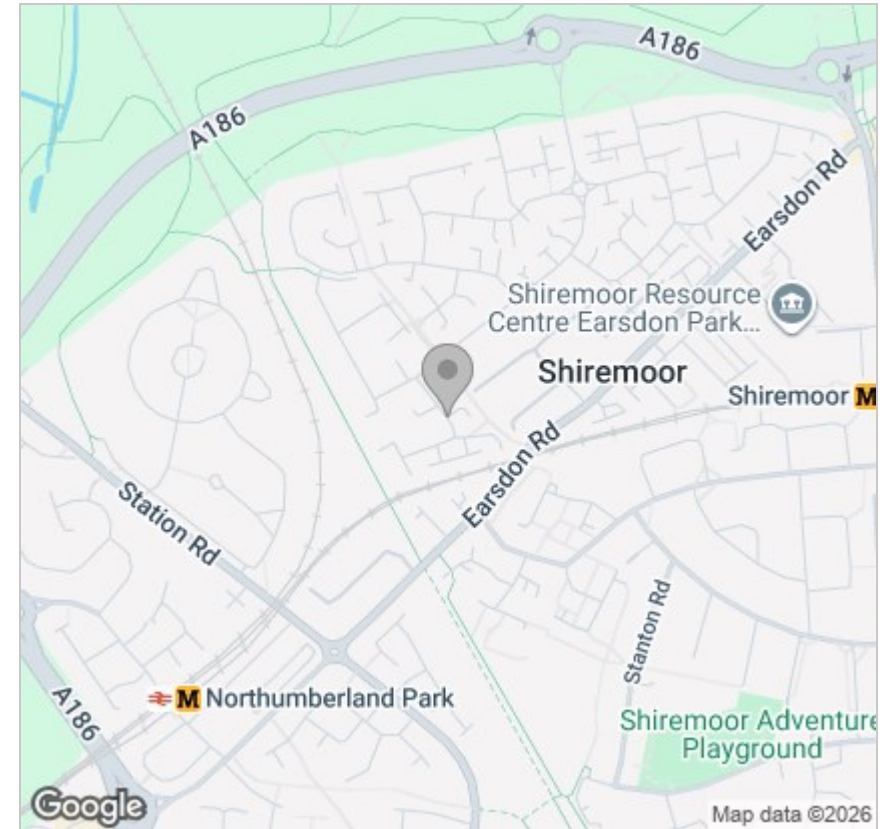 A186
A186
Earsdon Rd
Shiremoor Resource
Centre Earsdon Park...
Shiremoor
Shiremoor M
Earsdon Rd
Station Rd
Stanton Rd
M Northumberland Park
A186
Shiremoor Adventure
Playground
Google
Map data ©2026